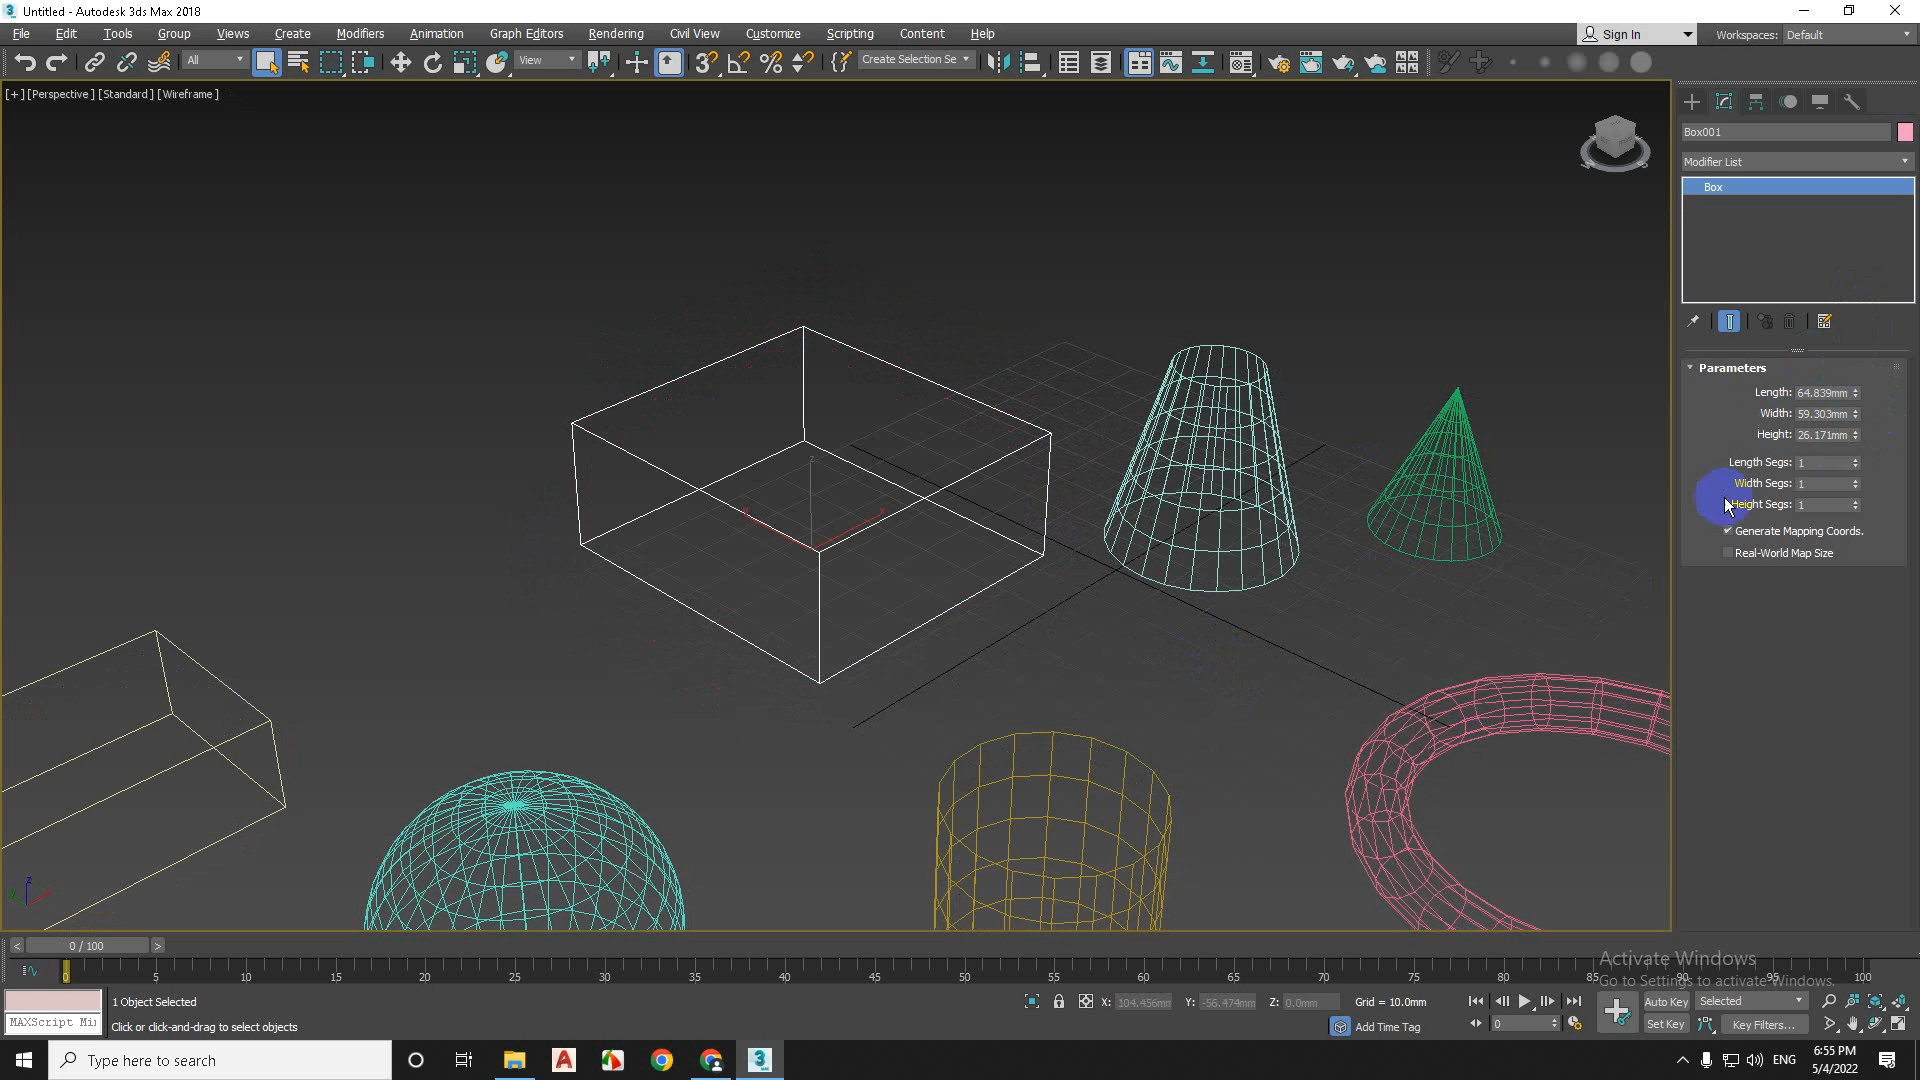 Untitled - Autodesk 3ds Max 2018
File Edit Tools Group Views Create Modifiers Animation Graph Editors Rendering Civil View Customize Scripting Content Help
Sign In Workspaces: Default
All View Create Selection Se
[+] [Perspective] [Standard] [Wireframe]
Box001
Modifier List
Box
Parameters
Length: 64.839mm
Width: 59.303mm
Height: 26.171mm
Length Segs: 1
Width Segs: 1
Height Segs: 1
Generate Mapping Coords.
Real-World Map Size
z
z
< 0 / 100 >
0 5 10 15 20 25 30 35 40 45 50 55 60 65 70 75 80 85 90 95 100
Activate Windows
Go to Settings to activate Windows.
1 Object Selected X: 104.456mm Y: -56.474mm Z: 0.0mm Grid = 10.0mm Auto Key Selected
MAXScript Mi Click or click-and-drag to select objects Add Time Tag 0 Set Key Key Filters...
Type here to search ENG 6:55 PM
5/4/2022